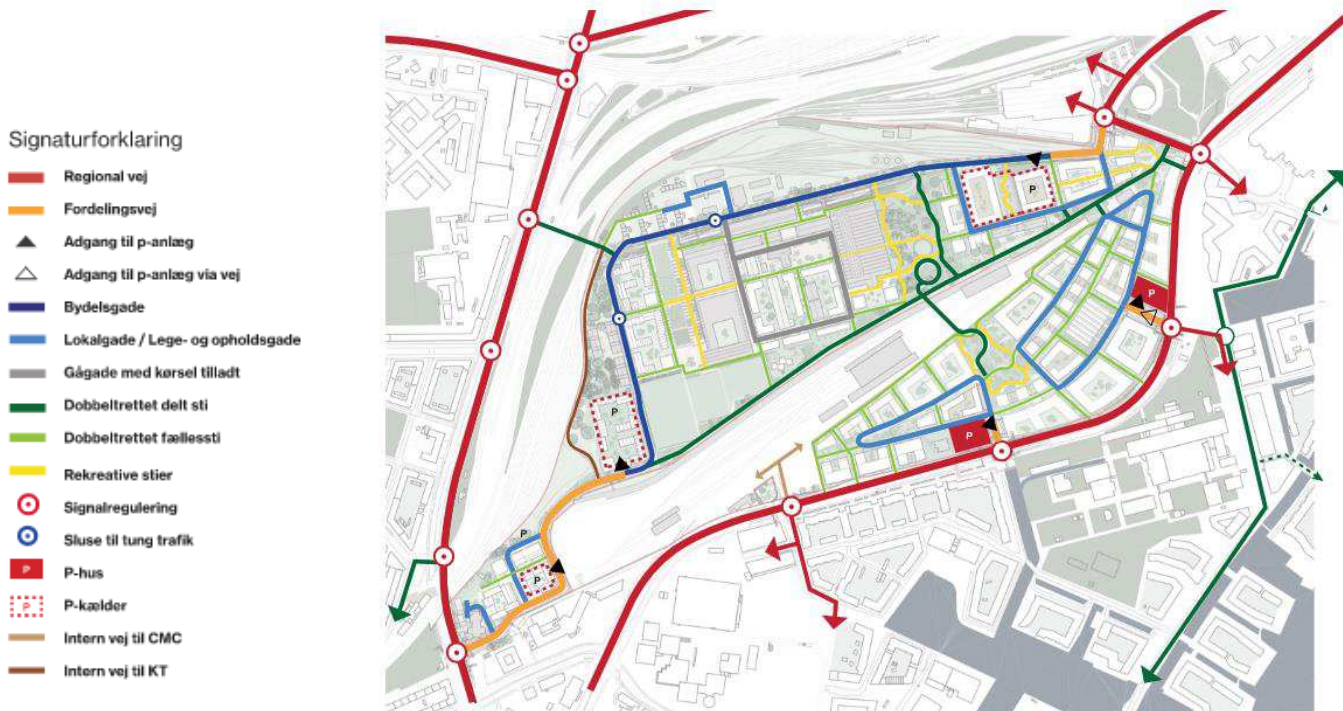 Signaturforklaring
Regional vej
Fordelingsvej
Adgang til p-anlæg
Adgang til p-anlæg via vej
Bydelsgade
Lokalgade / Lege- og opholdsgade
Gågade med kørsel tilladt
Dobbeltrettet delt sti
Dobbeltrettet fællessti
Rekreative stier
Signalregulering
Sluse til tung trafik
P P-hus
P P-kælder
Intern vej til CMC
Intern vej til KT
P
P
P
P
P
P